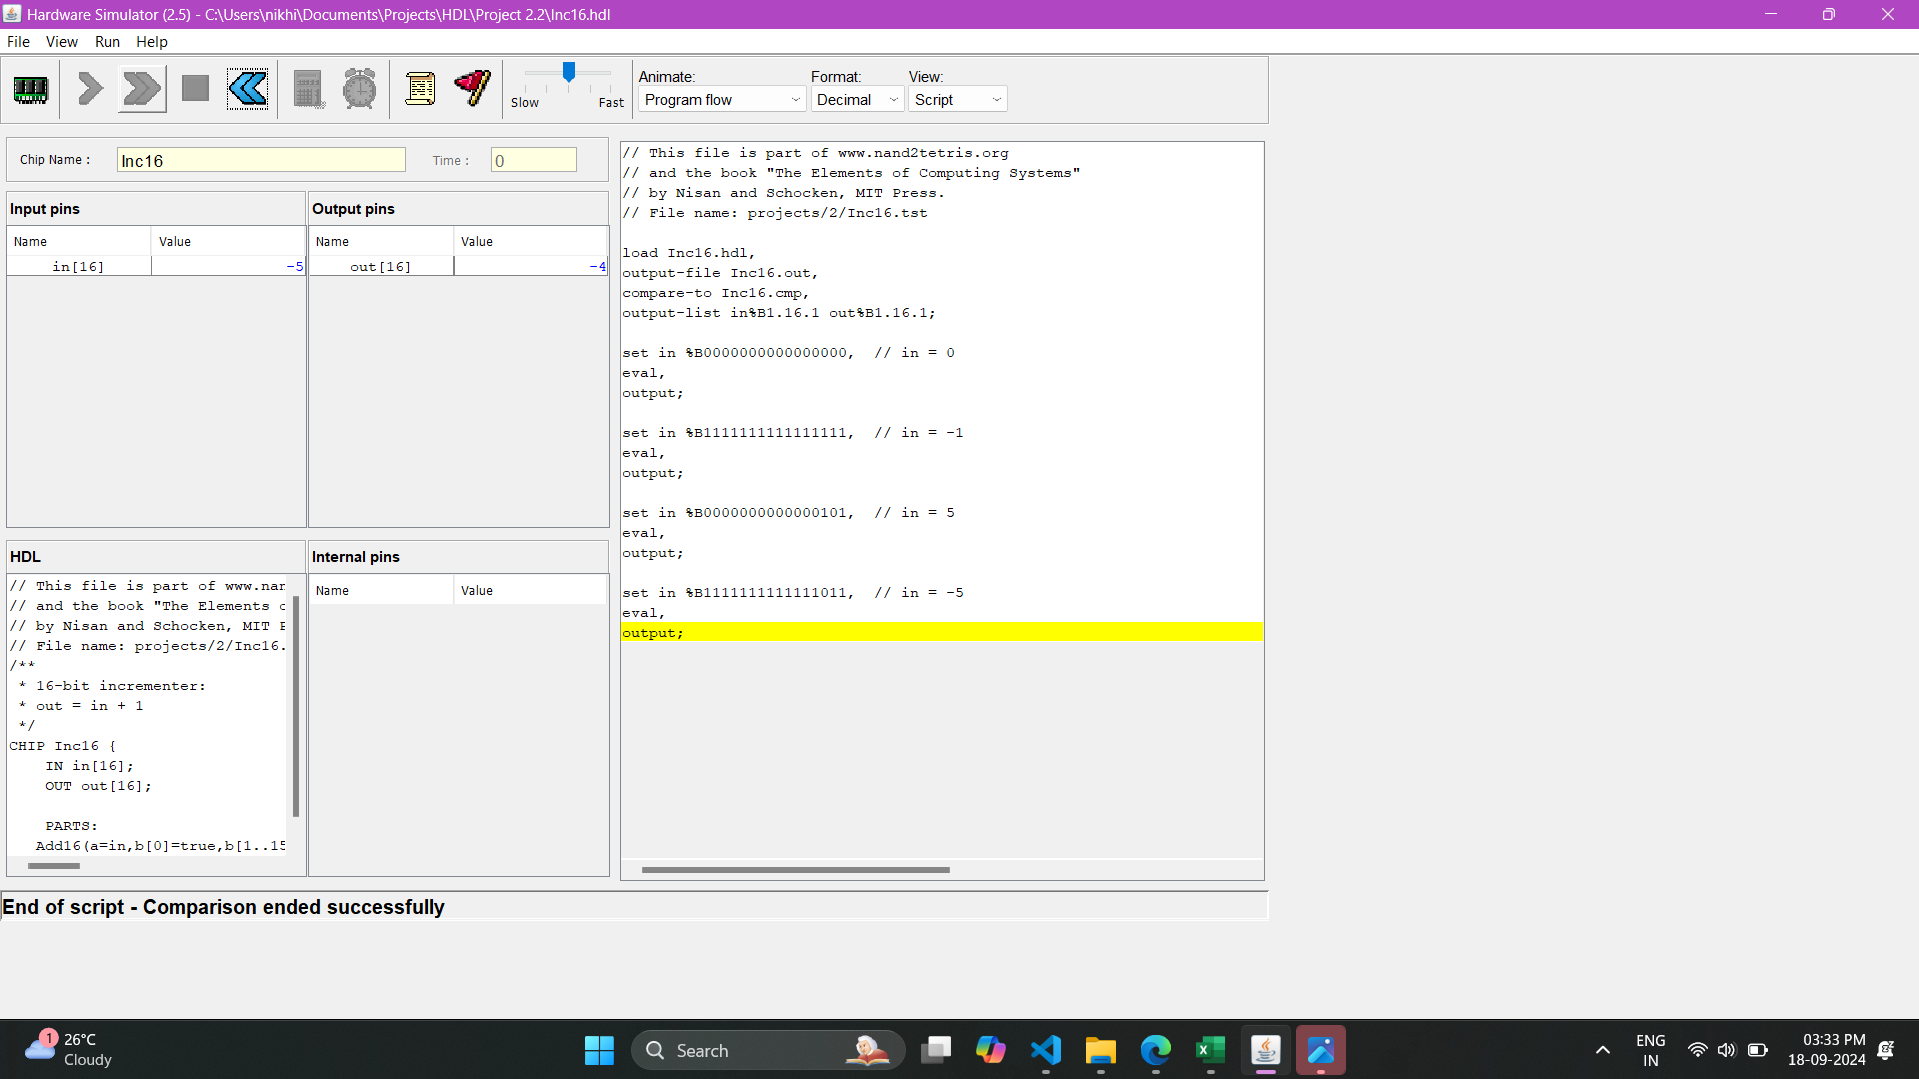 Hardware Simulator (2.5) - C:\Users\nikhi\Documents\Projects\HDL\Project 2.2\Inc16.hdl
File View Run Help
Slow Fast
Animate: Format: View:
Program flow Decimal Script
Chip Name : Inc16 Time : 0
Input pins
Name Value
in[16] -5
Output pins
Name Value
out[16] -4
HDL
// This file is part of www.nan
// and the book "The Elements o
// by Nisan and Schocken, MIT P
// File name: projects/2/Inc16.
/**
* 16-bit incrementer:
* out = in + 1
*/
CHIP Inc16 {
IN in[16];
OUT out[16];
PARTS:
Add16(a=in,b[0]=true,b[1..15
Internal pins
Name Value
// This file is part of www.nand2tetris.org
// and the book "The Elements of Computing Systems"
// by Nisan and Schocken, MIT Press.
// File name: projects/2/Inc16.tst
load Inc16.hdl,
output-file Inc16.out,
compare-to Inc16.cmp,
output-list in%B1.16.1 out%B1.16.1;
set in %B0000000000000000, // in = 0
eval,
output;
set in %B1111111111111111, // in = -1
eval,
output;
set in %B0000000000000101, // in = 5
eval,
output;
set in %B1111111111111011, // in = -5
eval,
output;
End of script - Comparison ended successfully
1
26°C
Cloudy
Search
ENG
IN
03:33 PM
18-09-2024